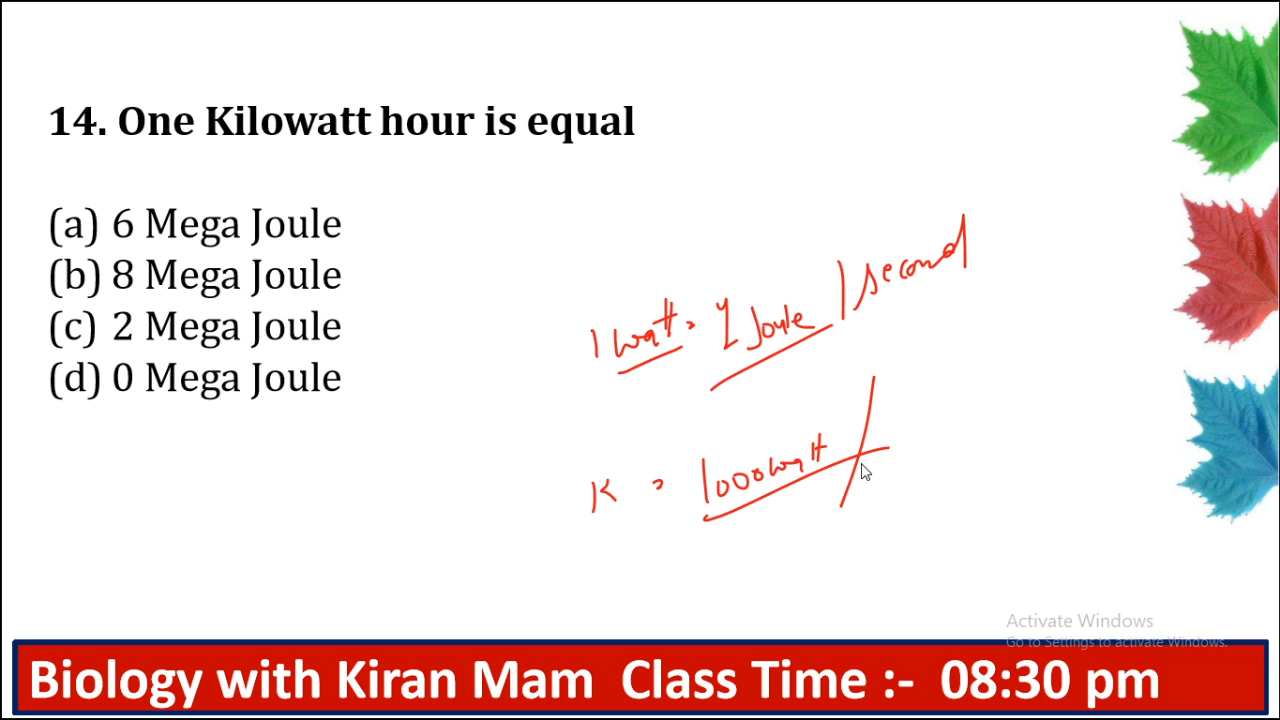 14. One Kilowatt hour is equal
(a) 6 Mega Joule
(b) 8 Mega Joule
(c) 2 Mega Joule
(d) 0 Mega Joule
1 watt = 1 Joule / second
K = 1000 watt /
Activate Windows
Go to Settings to activate Windows.
Biology with Kiran Mam Class Time :- 08:30 pm